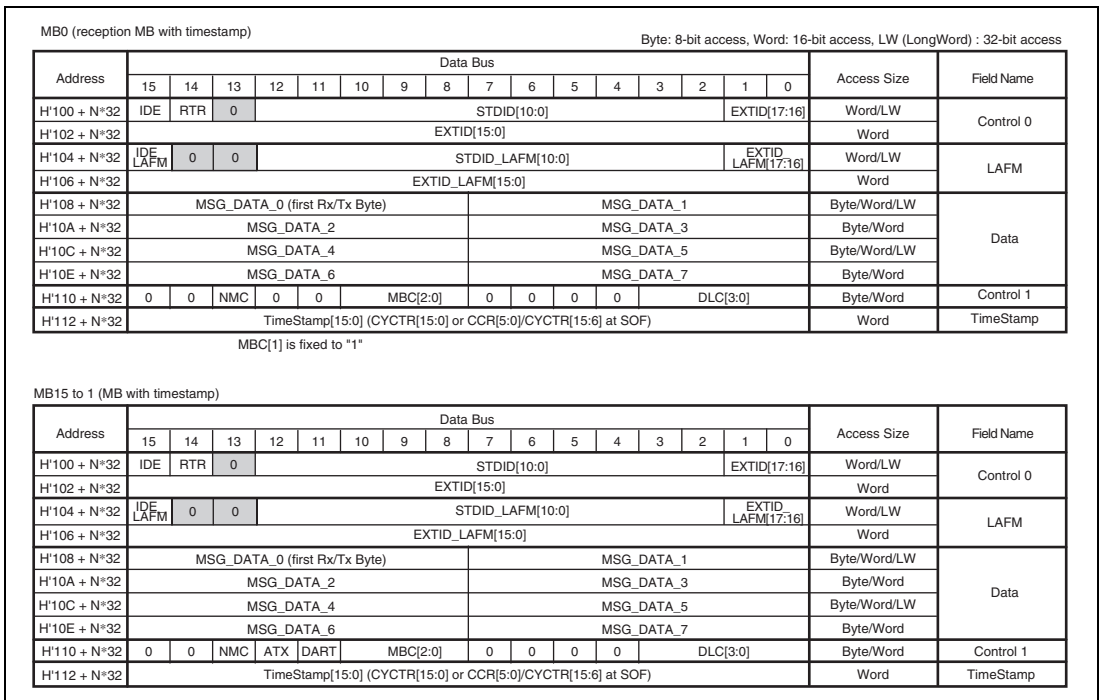 MB0 (reception MB with timestamp)
Byte: 8-bit access, Word: 16-bit access, LW (LongWord) : 32-bit access
Address Data Bus Access Size Field Name
15 14 13 12 11 10 9 8 7 6 5 4 3 2 1 0
H'100 + N*32 IDE RTR 0 STDID[10:0] EXTID[17:16] Word/LW Control 0
H'102 + N*32 EXTID[15:0] Word
H'104 + N*32 IDE_LAFM 0 0 STDID_LAFM[10:0] EXTID_LAFM[17:16] Word/LW LAFM
H'106 + N*32 EXTID_LAFM[15:0] Word
H'108 + N*32 MSG_DATA_0 (first Rx/Tx Byte) MSG_DATA_1 Byte/Word/LW Data
H'10A + N*32 MSG_DATA_2 MSG_DATA_3 Byte/Word
H'10C + N*32 MSG_DATA_4 MSG_DATA_5 Byte/Word/LW
H'10E + N*32 MSG_DATA_6 MSG_DATA_7 Byte/Word
H'110 + N*32 0 0 NMC 0 0 MBC[2:0] 0 0 0 0 DLC[3:0] Byte/Word Control 1
H'112 + N*32 TimeStamp[15:0] (CYCTR[15:0] or CCR[5:0]/CYCTR[15:6] at SOF) Word TimeStamp
MBC[1] is fixed to "1"
MB15 to 1 (MB with timestamp)
Address Data Bus Access Size Field Name
15 14 13 12 11 10 9 8 7 6 5 4 3 2 1 0
H'100 + N*32 IDE RTR 0 STDID[10:0] EXTID[17:16] Word/LW Control 0
H'102 + N*32 EXTID[15:0] Word
H'104 + N*32 IDE_LAFM 0 0 STDID_LAFM[10:0] EXTID_LAFM[17:16] Word/LW LAFM
H'106 + N*32 EXTID_LAFM[15:0] Word
H'108 + N*32 MSG_DATA_0 (first Rx/Tx Byte) MSG_DATA_1 Byte/Word/LW Data
H'10A + N*32 MSG_DATA_2 MSG_DATA_3 Byte/Word
H'10C + N*32 MSG_DATA_4 MSG_DATA_5 Byte/Word/LW
H'10E + N*32 MSG_DATA_6 MSG_DATA_7 Byte/Word
H'110 + N*32 0 0 NMC ATX DART MBC[2:0] 0 0 0 0 DLC[3:0] Byte/Word Control 1
H'112 + N*32 TimeStamp[15:0] (CYCTR[15:0] or CCR[5:0]/CYCTR[15:6] at SOF) Word TimeStamp